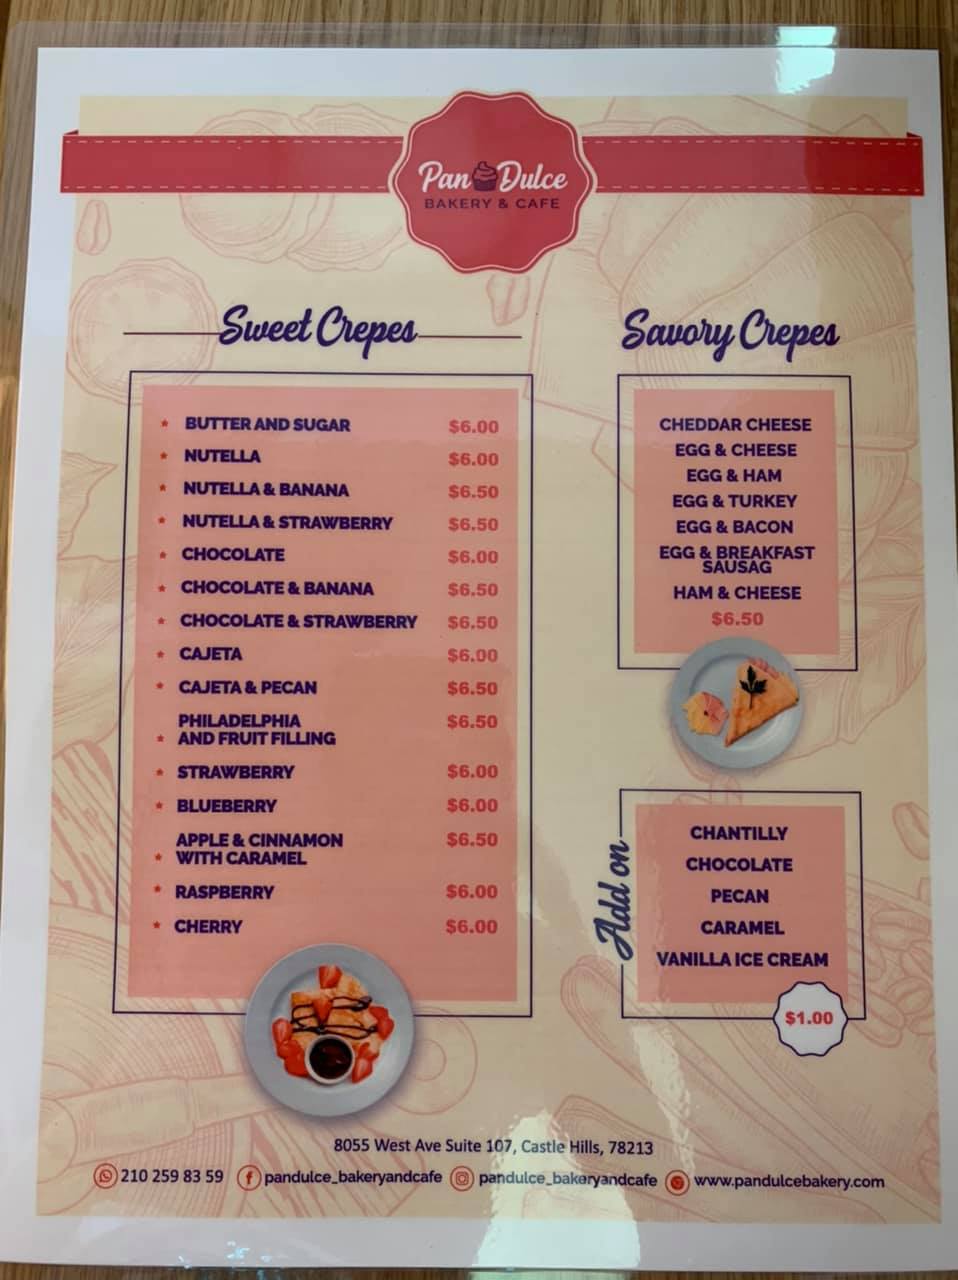 Pan Dulce
BAKERY & CAFE
Sweet Crepes
BUTTER AND SUGAR $6.00
NUTELLA $6.00
NUTELLA & BANANA $6.50
NUTELLA & STRAWBERRY $6.50
CHOCOLATE $6.00
CHOCOLATE & BANANA $6.50
CHOCOLATE & STRAWBERRY $6.50
CAJETA $6.00
CAJETA & PECAN $6.50
PHILADELPHIA $6.50
AND FRUIT FILLING
STRAWBERRY $6.00
BLUEBERRY $6.00
APPLE & CINNAMON $6.50
WITH CARAMEL
RASPBERRY $6.00
CHERRY $6.00
Savory Crepes
CHEDDAR CHEESE
EGG & CHEESE
EGG & HAM
EGG & TURKEY
EGG & BACON
EGG & BREAKFAST
SAUSAG
HAM & CHEESE
$6.50
Add on
CHANTILLY
CHOCOLATE
PECAN
CARAMEL
VANILLA ICE CREAM
$1.00
8055 West Ave Suite 107, Castle Hills, 78213
210 259 83 59 pandulce_bakeryandcafe pandulce_bakeryandcafe www.pandulcebakery.com